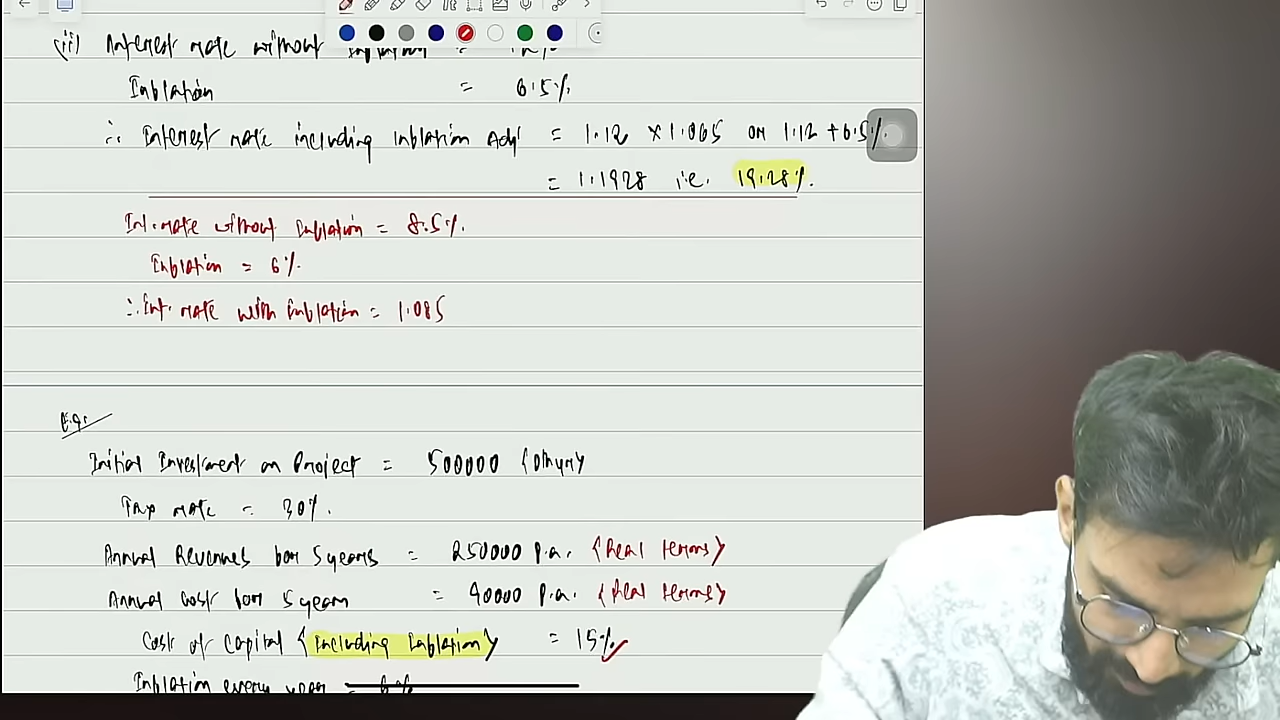 (ii) Interest rate without Inflation = 12%
Inflation = 6.5%
∴ Interest rate including inflation Adj = 1.12 × 1.065 or 1.12 + 6.5%.
= 1.1928 i.e. 19.28%.
Int. rate without Inflation = 8.5%.
Inflation = 6%.
∴ Int. rate with inflation = 1.085
E.g:
Initial Investment on Project = 500000
Tax rate = 30%.
Annual Revenues for 5 years = 250000 p.a. {Real terms}
Annual Cost for 5 years = 40000 p.a. {Real terms}
Cost of Capital {Including Inflation} = 15%
Inflation every year = 6%